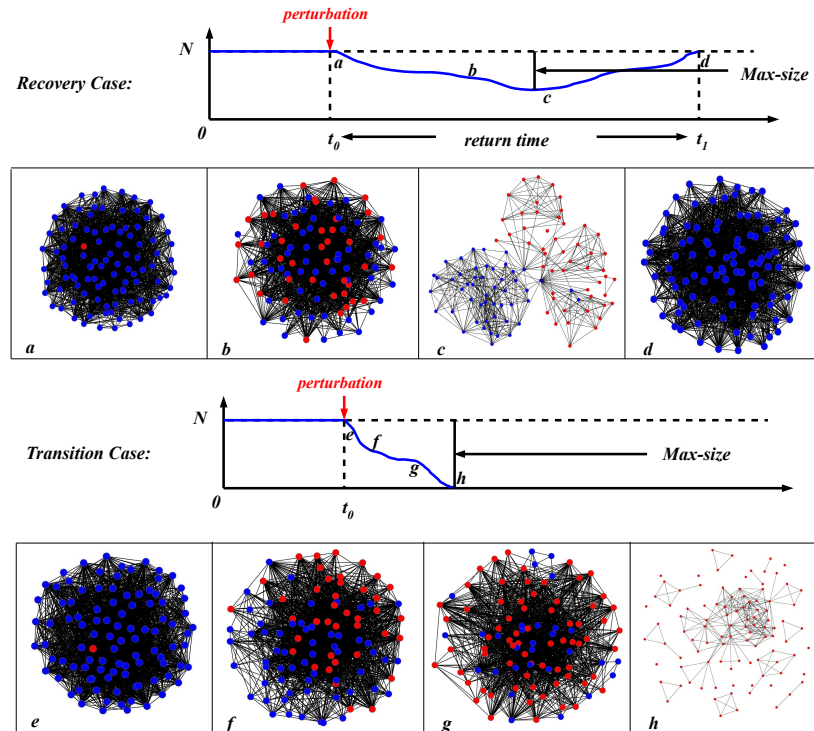 perturbation
N
a
b
c
d
Max-size
Recovery Case:
0
t0
return time
t1
a
b
c
d
perturbation
N
e
f
g
h
Max-size
Transition Case:
0
t0
e
f
g
h